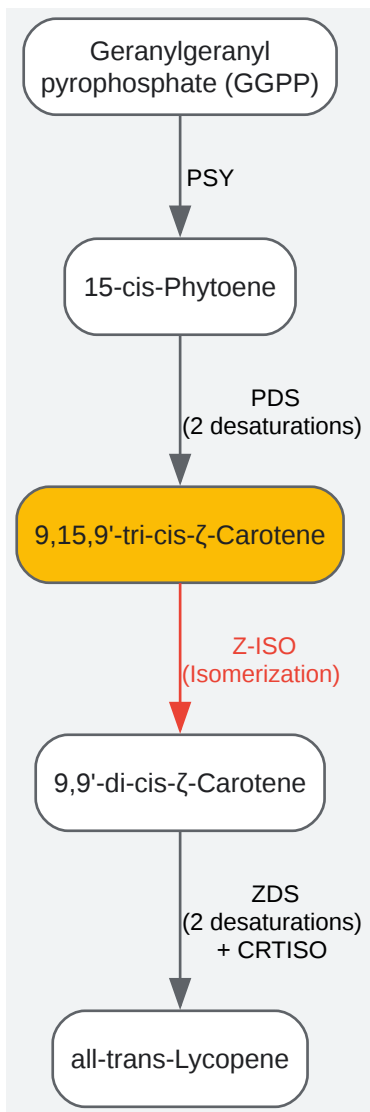 Geranylgeranyl
pyrophosphate (GGPP)
PSY
15-cis-Phytoene
PDS
(2 desaturations)
9,15,9'-tri-cis-ζ-Carotene
Z-ISO
(Isomerization)
9,9'-di-cis-ζ-Carotene
ZDS
(2 desaturations)
+ CRTISO
all-trans-Lycopene